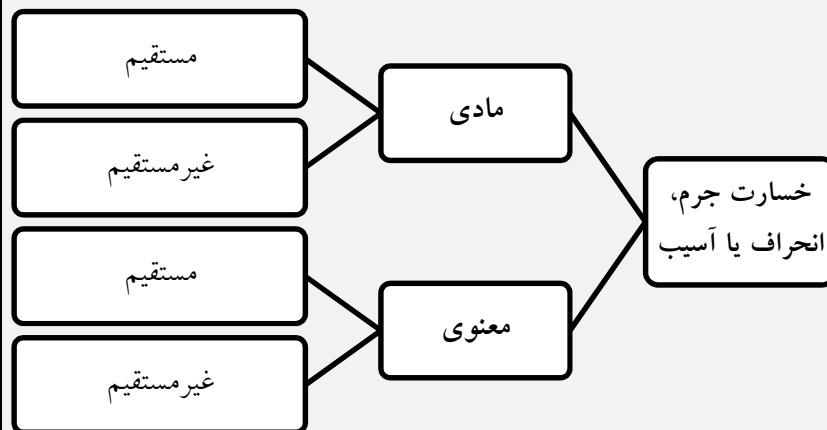 خسارت جرم،
انحراف یا آسیب
مادی
مستقیم
غیرمستقیم
معنوی
مستقیم
غیرمستقیم